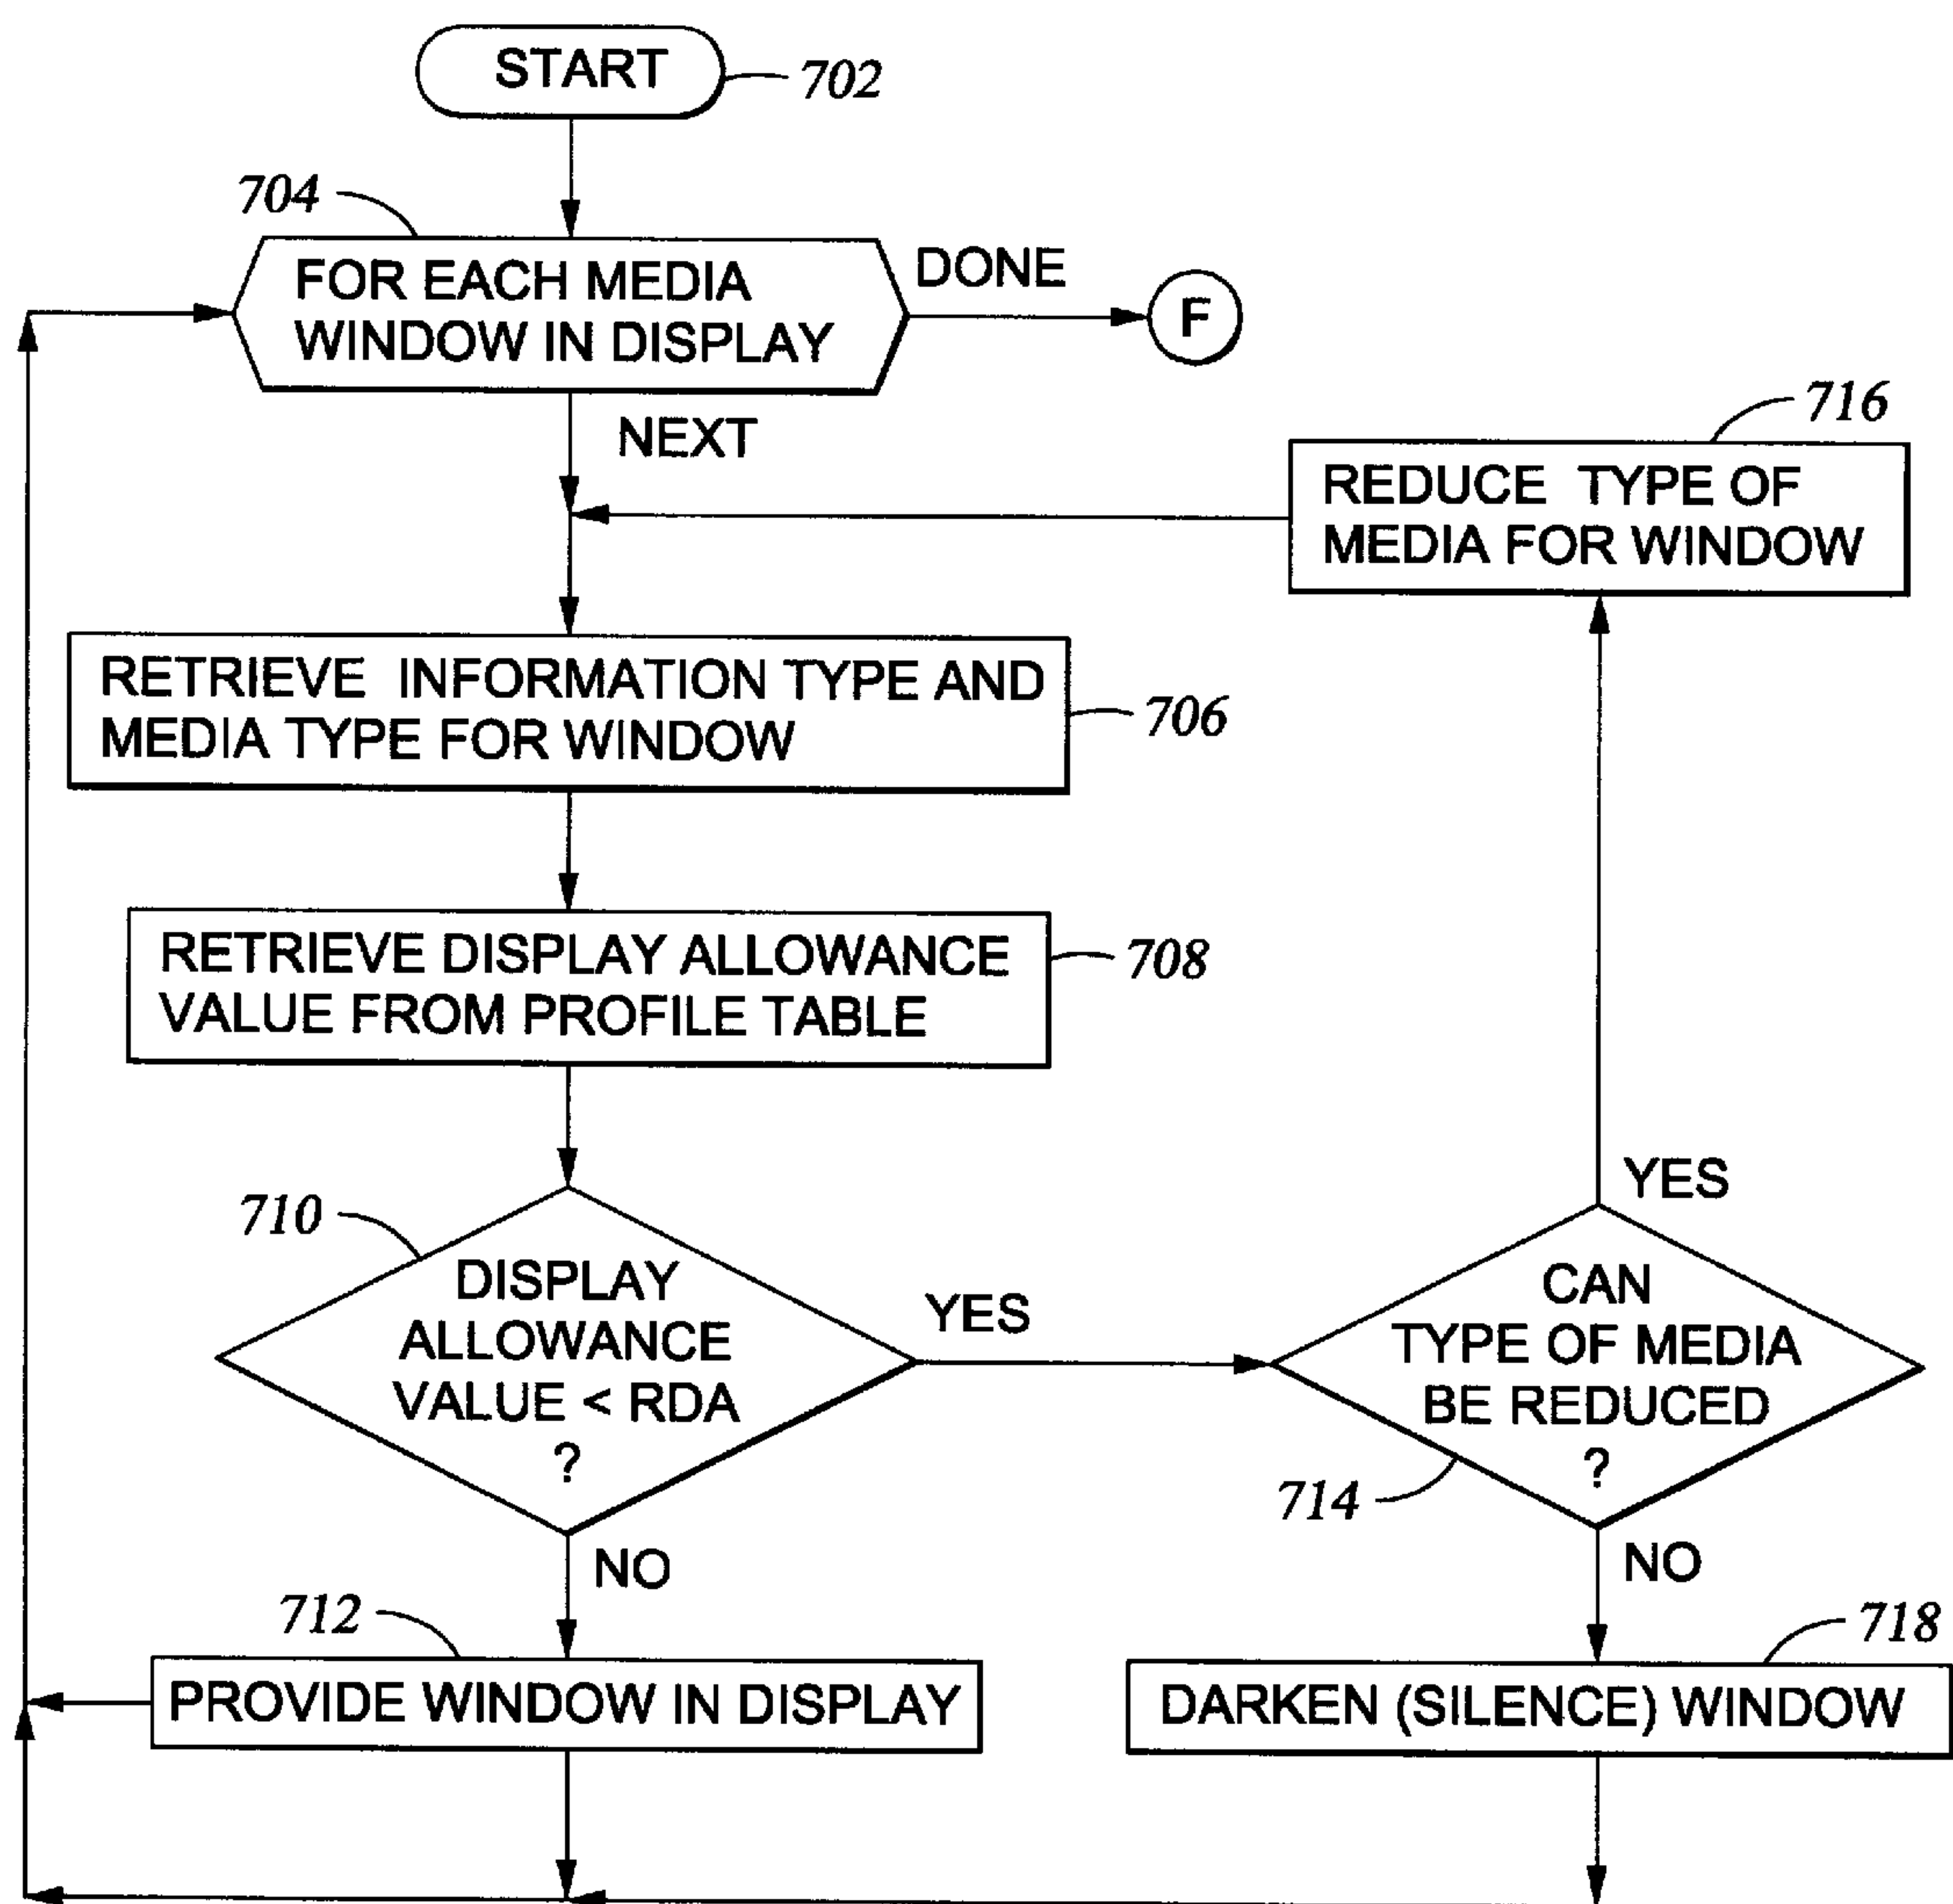 START
702
704
FOR EACH MEDIA
WINDOW IN DISPLAY
DONE
F
NEXT
716
REDUCE TYPE OF
MEDIA FOR WINDOW
RETRIEVE INFORMATION TYPE AND
MEDIA TYPE FOR WINDOW
706
RETRIEVE DISPLAY ALLOWANCE
VALUE FROM PROFILE TABLE
708
710
DISPLAY
ALLOWANCE
VALUE < RDA
?
YES
YES
CAN
TYPE OF MEDIA
BE REDUCED
?
714
NO
NO
712
PROVIDE WINDOW IN DISPLAY
718
DARKEN (SILENCE) WINDOW